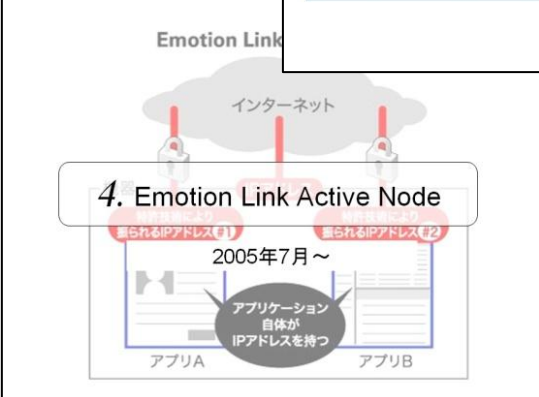 Emotion Link
インターネット
4. Emotion Link Active Node
特許技術により
振られるIPアドレス#1
特許技術により
振られるIPアドレス#2
2005年7月～
アプリケーション
自体が
IPアドレスを持つ
アプリA
アプリB